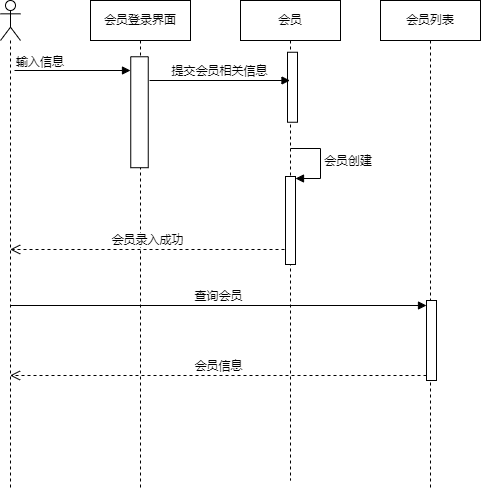 会员登录界面
会员
会员列表
输入信息
提交会员相关信息
会员创建
会员录入成功
查询会员
会员信息